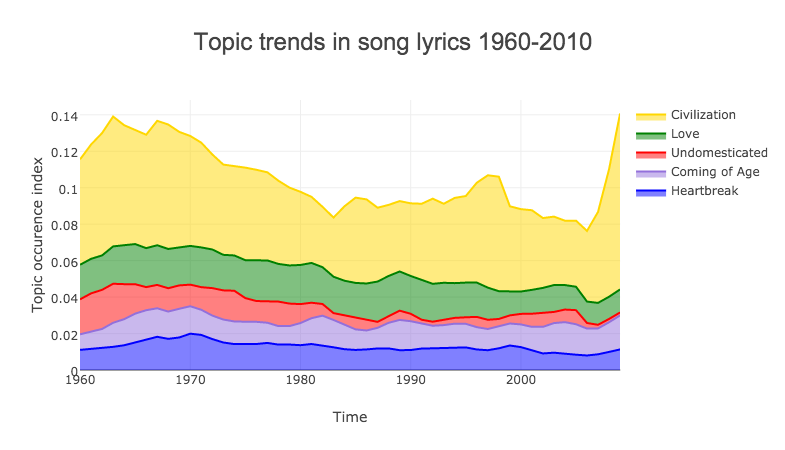 Topic trends in song lyrics 1960-2010
Civilization
Love
Undomesticated
Coming of Age
Heartbreak
Topic occurence index
0.14
0.12
0.1
0.08
0.06
0.04
0.02
0
1960
1970
1980
1990
2000
Time